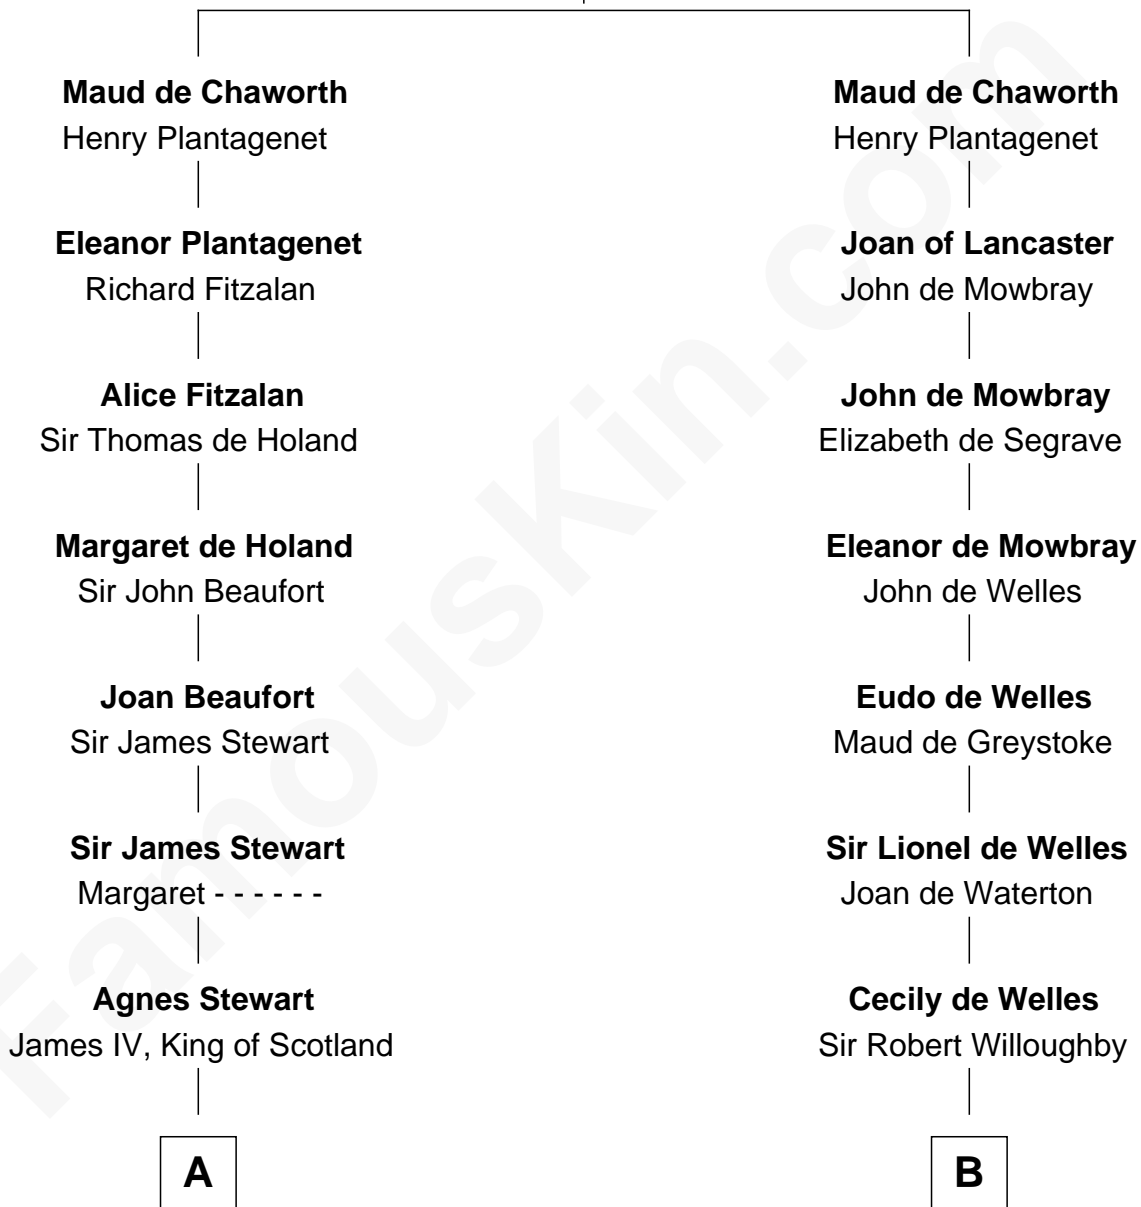 Maud de Chaworth
Henry Plantagenet
Eleanor Plantagenet
Richard Fitzalan
Alice Fitzalan
Sir Thomas de Holand
Margaret de Holand
Sir John Beaufort
Joan Beaufort
Sir James Stewart
Sir James Stewart
Margaret - - - - - -
Agnes Stewart
James IV, King of Scotland
A
Maud de Chaworth
Henry Plantagenet
Joan of Lancaster
John de Mowbray
John de Mowbray
Elizabeth de Segrave
Eleanor de Mowbray
John de Welles
Eudo de Welles
Maud de Greystoke
Sir Lionel de Welles
Joan de Waterton
Cecily de Welles
Sir Robert Willoughby
B
FamousKin.com